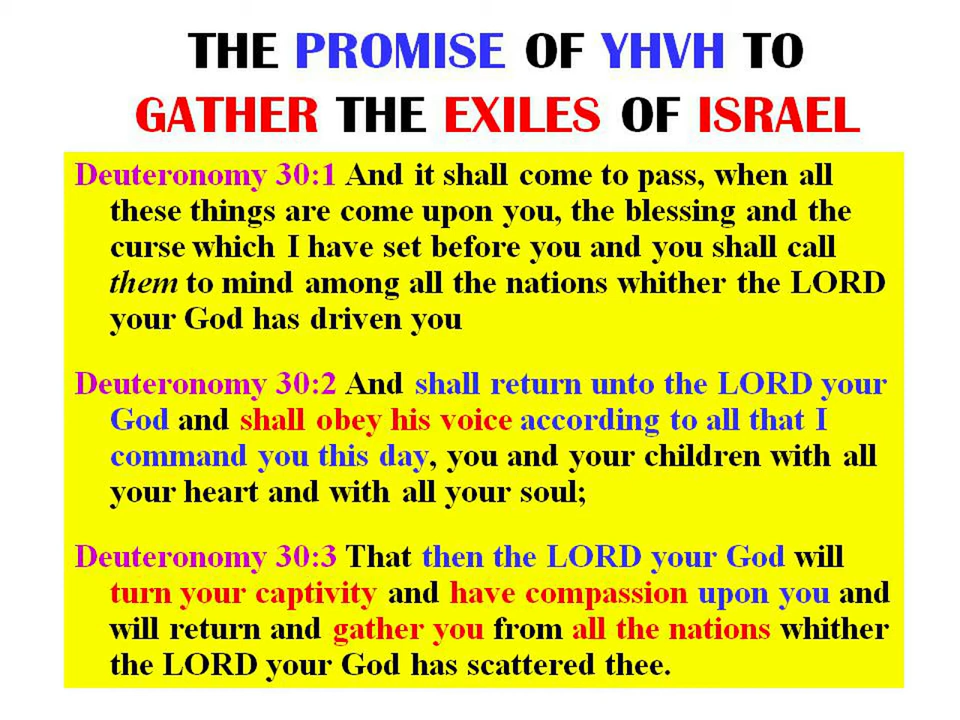 THE PROMISE OF YHVH TO
GATHER THE EXILES OF ISRAEL
Deuteronomy 30:1 And it shall come to pass, when all
these things are come upon you, the blessing and the
curse which I have set before you and you shall call
them to mind among all the nations whither the LORD
your God has driven you
Deuteronomy 30:2 And shall return unto the LORD your
God and shall obey his voice according to all that I
command you this day, you and your children with all
your heart and with all your soul;
Deuteronomy 30:3 That then the LORD your God will
turn your captivity and have compassion upon you and
will return and gather you from all the nations whither
the LORD your God has scattered thee.